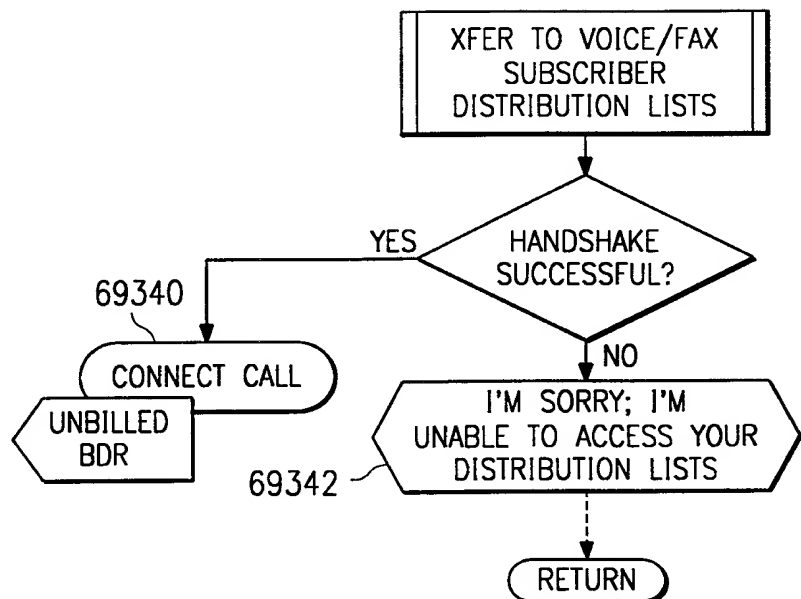 XFER TO VOICE/FAX
SUBSCRIBER
DISTRIBUTION LISTS
HANDSHAKE
SUCCESSFUL?
YES
69340
CONNECT CALL
UNBILLED
BDR
NO
I'M SORRY; I'M
UNABLE TO ACCESS YOUR
DISTRIBUTION LISTS
69342
RETURN